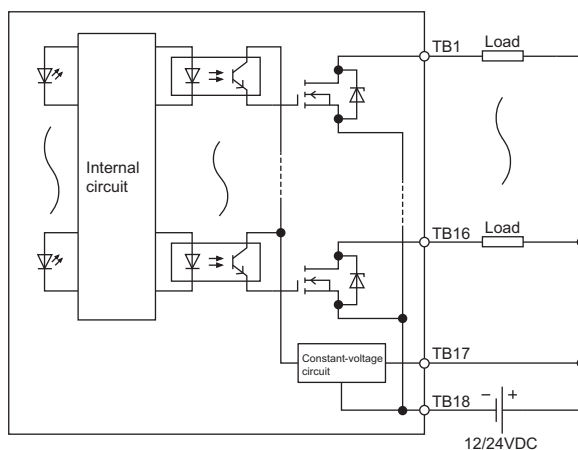 TB1
Load
Internal
circuit
TB16
Load
Constant-voltage
circuit
TB17
TB18
− +
12/24VDC